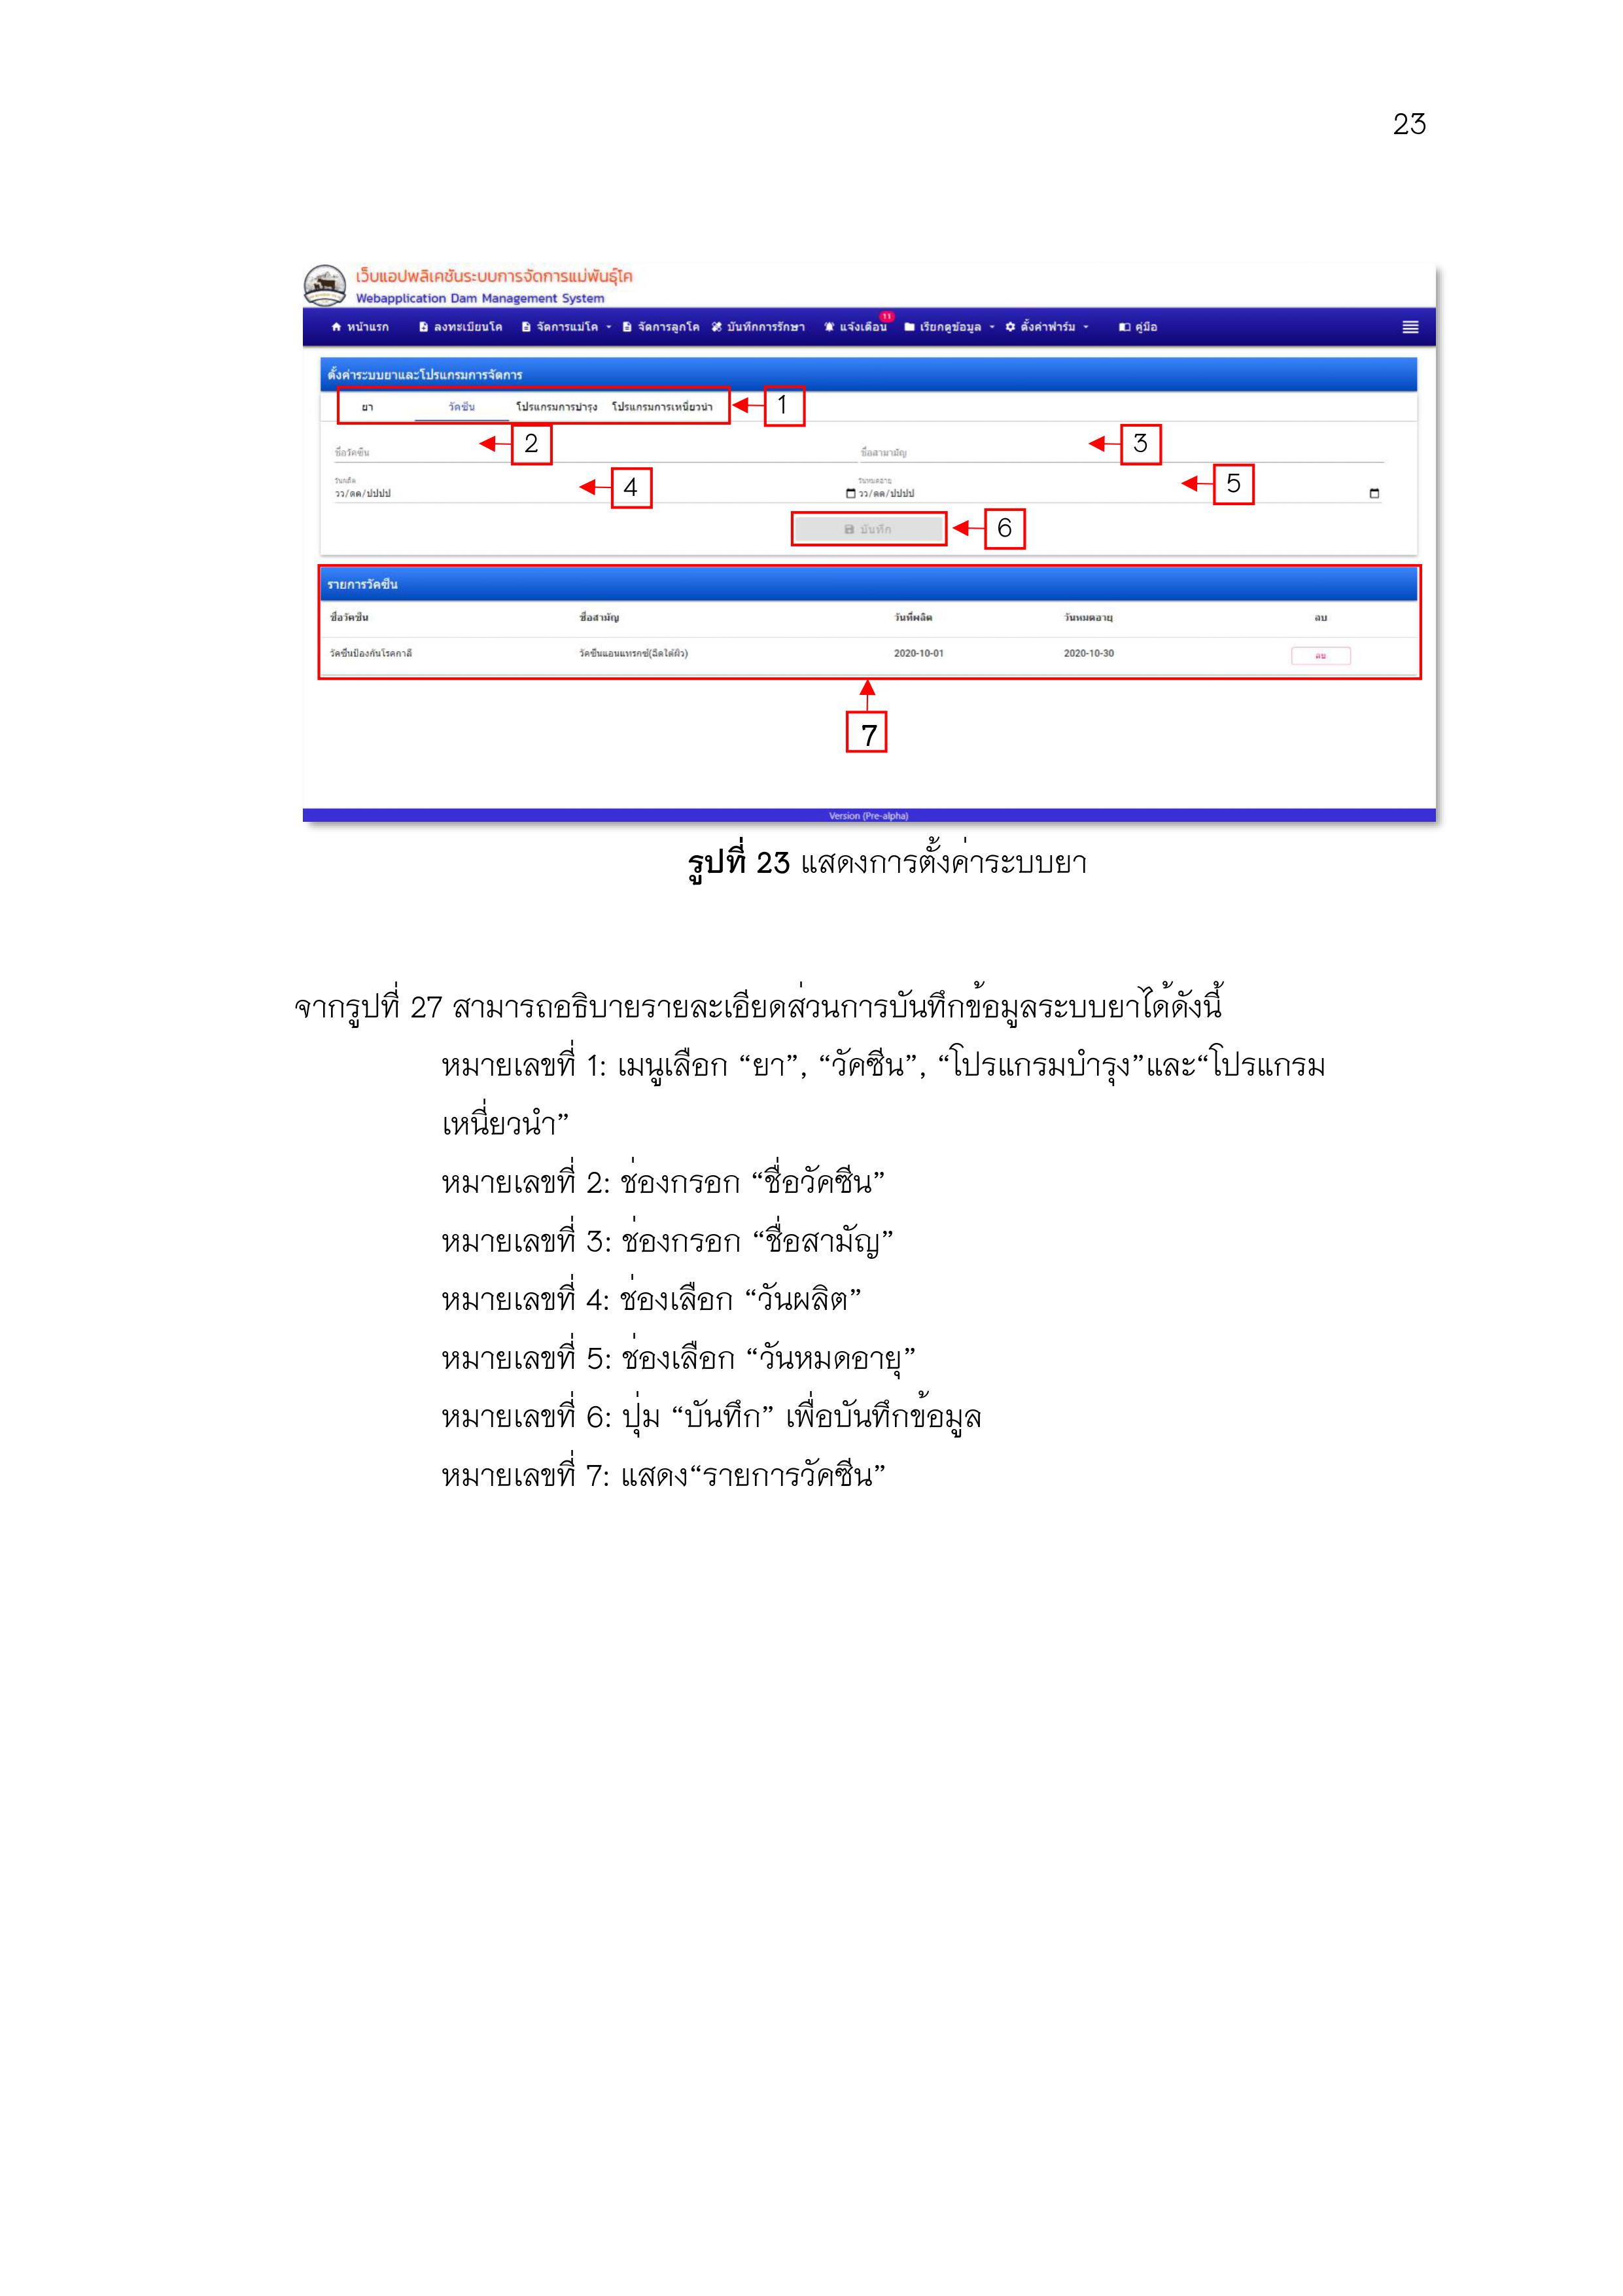 23
เว็บแอปพลิเคชันระบบการจัดการแม่พันธุ์โค
Webapplication Dam Management System
หน้าแรก ลงทะเบียนโค จัดการแม่โค จัดการลูกโค บันทึกการรักษา แจ้งเตือน 11 เรียกดูข้อมูล ตั้งค่าฟาร์ม คู่มือ
ตั้งค่าระบบยาและโปรแกรมการจัดการ
ยา วัคซีน โปรแกรมการบำรุง โปรแกรมการเหนี่ยวนำ 1
ชื่อวัคซีน 2 ชื่อสามามัญ 3
วันผลิต วันหมดอายุ
วว/ดด/ปปปป 4 วว/ดด/ปปปป 5
บันทึก 6
รายการวัคซีน
ชื่อวัคซีน ชื่อสามัญ วันที่ผลิต วันหมดอายุ ลบ
วัคซีนป้องกันโรคกาลี วัคซีนแอนแทรกซ์(ฉีดใต้ผิว) 2020-10-01 2020-10-30 ลบ
7
Version (Pre-alpha)
รูปที่ 23 แสดงการตั้งค่าระบบยา
จากรูปที่ 27 สามารถอธิบายรายละเอียดส่วนการบันทึกข้อมูลระบบยาได้ดังนี้
หมายเลขที่ 1: เมนูเลือก “ยา”, “วัคซีน”, “โปรแกรมบำรุง”และ“โปรแกรม
เหนี่ยวนำ”
หมายเลขที่ 2: ช่องกรอก “ชื่อวัคซีน”
หมายเลขที่ 3: ช่องกรอก “ชื่อสามัญ”
หมายเลขที่ 4: ช่องเลือก “วันผลิต”
หมายเลขที่ 5: ช่องเลือก “วันหมดอายุ”
หมายเลขที่ 6: ปุ่ม “บันทึก” เพื่อบันทึกข้อมูล
หมายเลขที่ 7: แสดง“รายการวัคซีน”